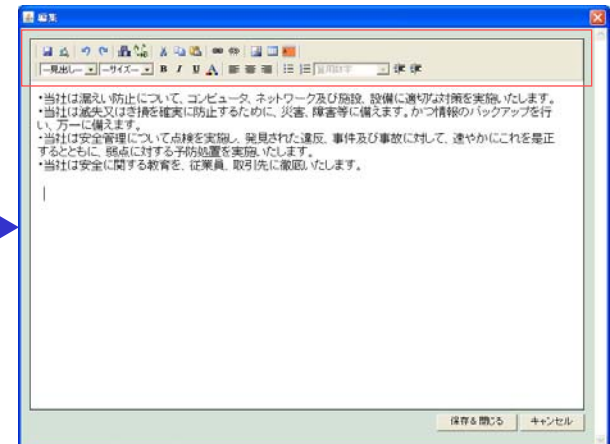 編集
―見出し― ―サイズ― B I U A 箇用数字
・当社は漏えい防止について、コンピュータ、ネットワーク及び施設、設備に適切な対策を実施いたします。
・当社は滅失又はき損を確実に防止するために、災害、障害等に備えます。かつ情報のバックアップを行
い、万一に備えます。
・当社は安全管理について点検を実施し、発見された違反、事件及び事故に対して、速やかにこれを是正
するとともに、弱点に対する予防処置を実施いたします。
・当社は安全に関する教育を、従業員、取引先に徹底いたします。
保存&閉じる キャンセル